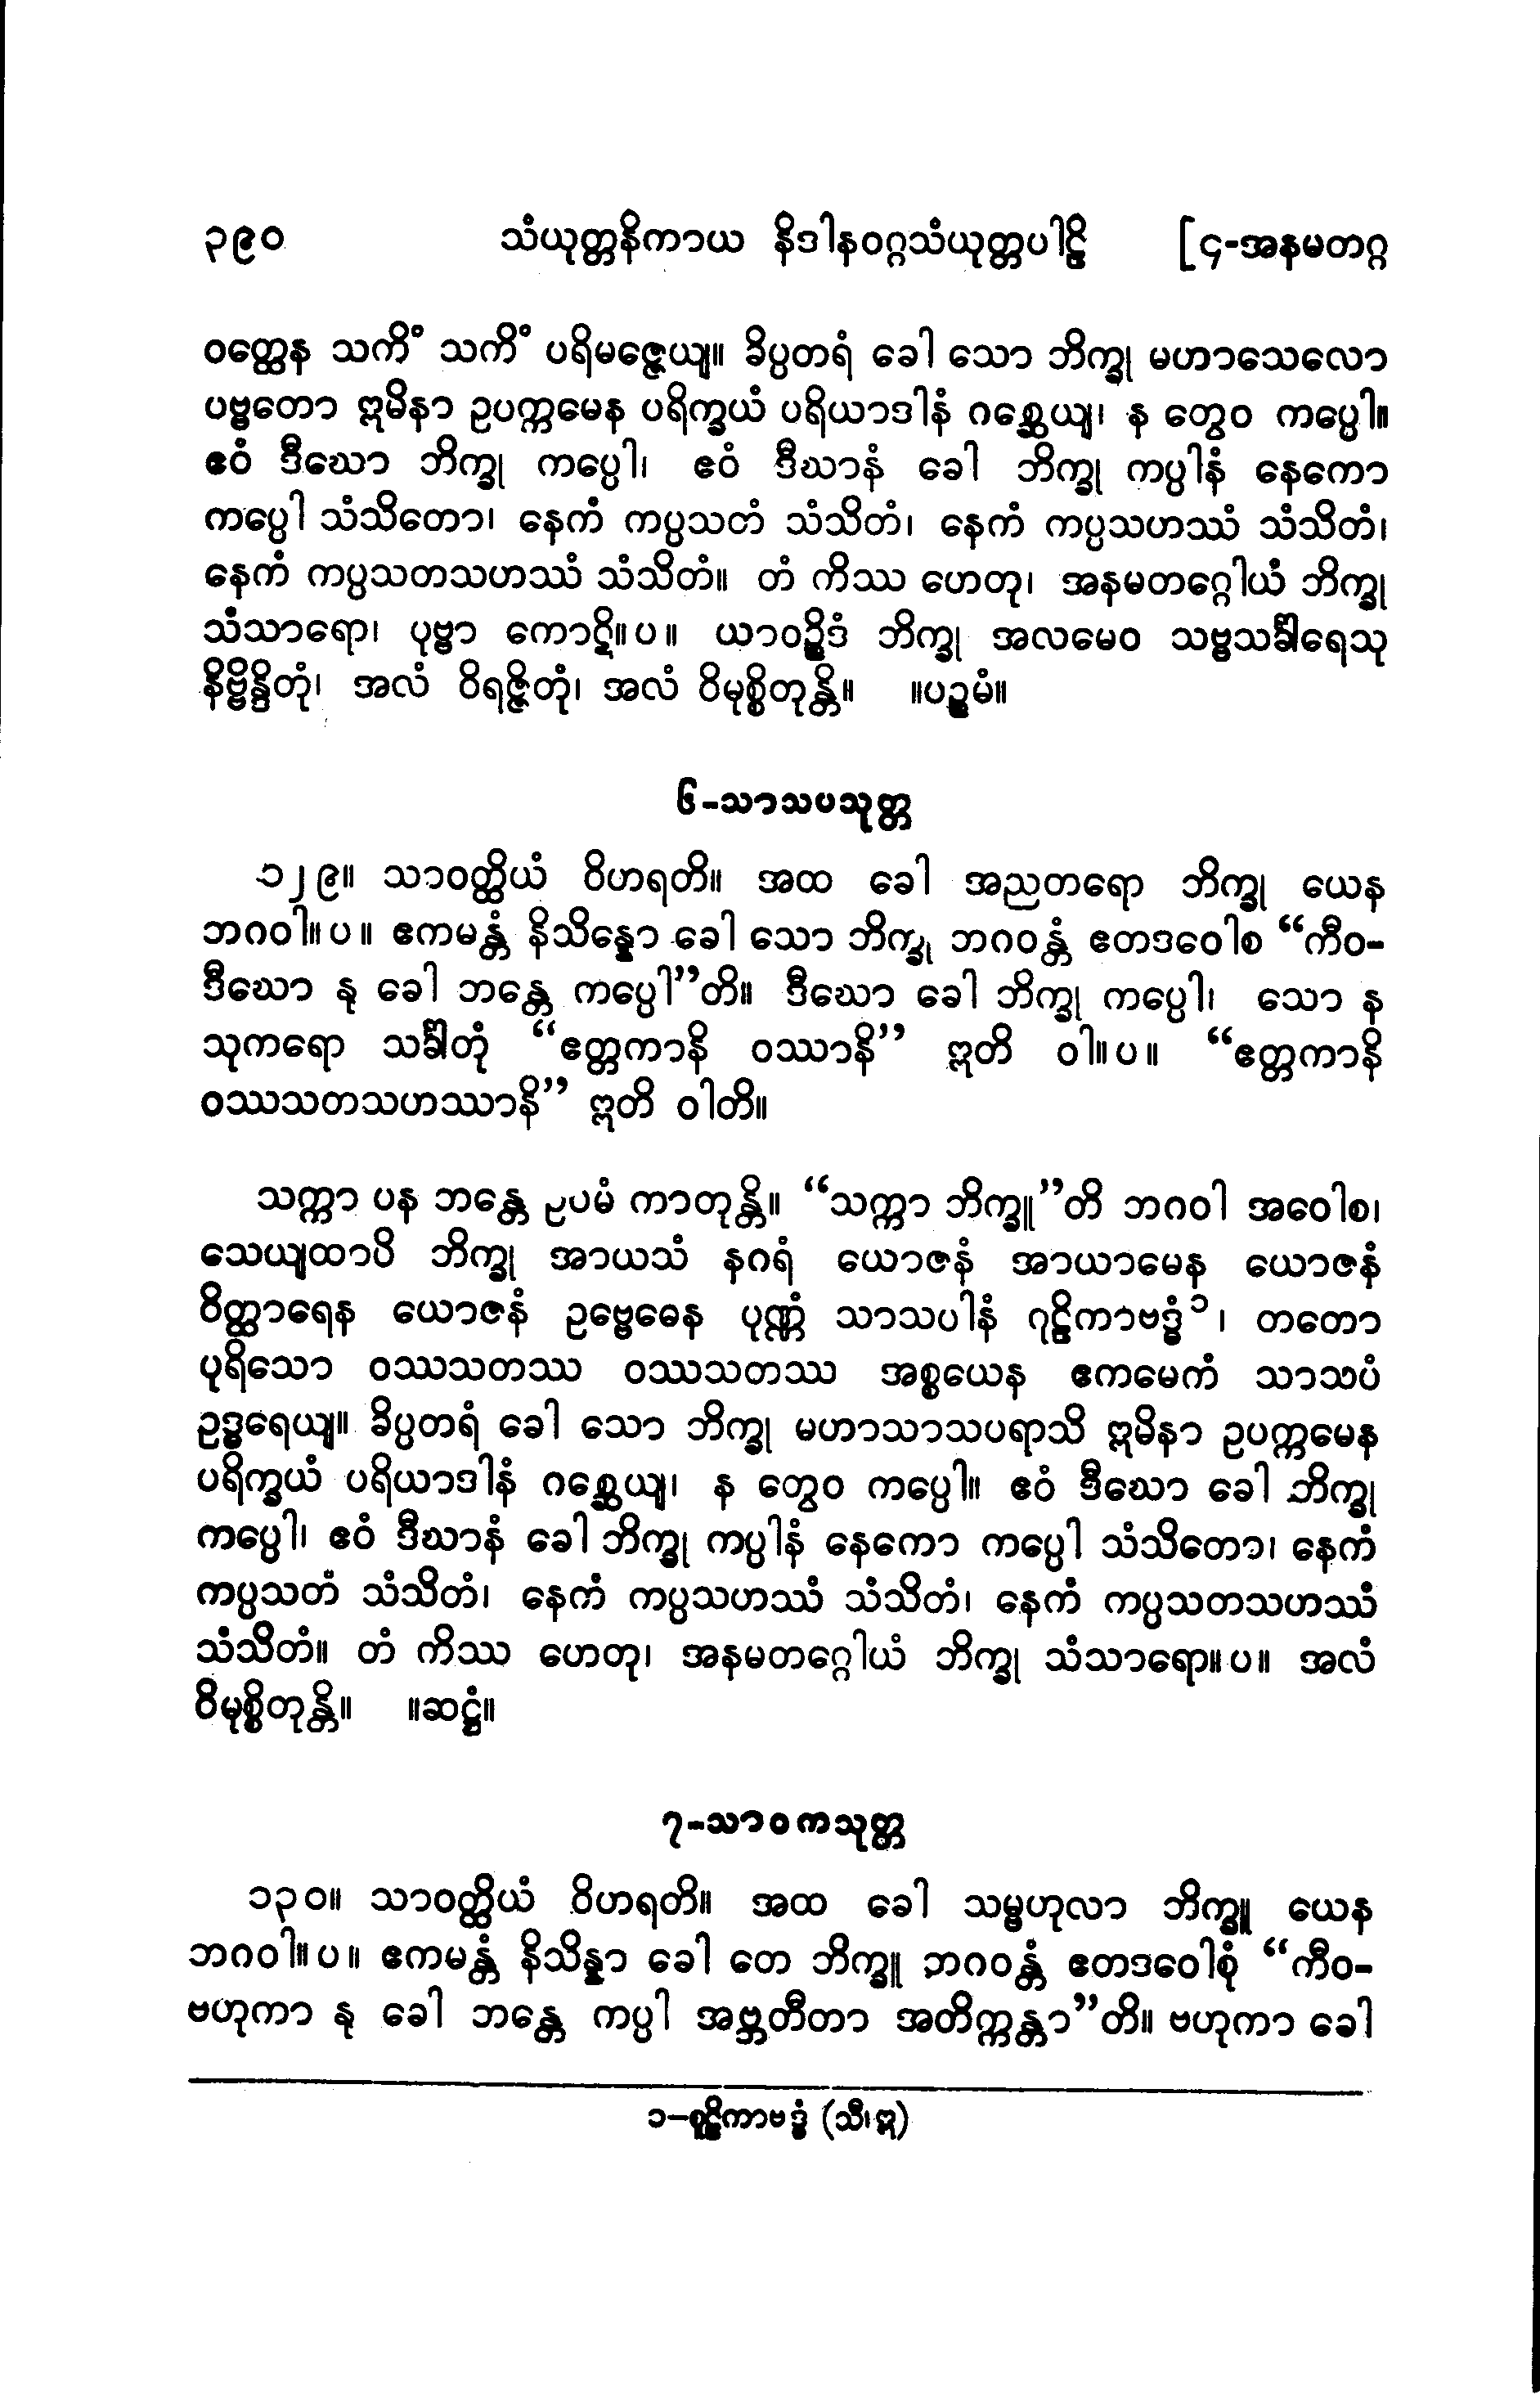 ၃၉၀ သံယုတ္တနိကာယ နိဒါနဝဂ္ဂသံယုတ္တပါဠိ [၄-အနမတဂ္ဂ
ဝတ္ထေန သကိံ သကိံ ပရိမဇ္ဇေယျ။ ခိပ္ပတရံ ခေါ သော ဘိက္ခု မဟာသေလော
ပဗ္ဗတော ဣမိနာ ဥပက္ကမေန ပရိက္ခယံ ပရိယာဒါနံ ဂစ္ဆေယျ၊ န တွေဝ ကပ္ပေါ။
ဧဝံ ဒီဃော ဘိက္ခု ကပ္ပေါ၊ ဧဝံ ဒီဃာနံ ခေါ ဘိက္ခု ကပ္ပါနံ နေကော
ကပ္ပေါ သံသိတော၊ နေကံ ကပ္ပသတံ သံသိတံ၊ နေကံ ကပ္ပသဟဿံ သံသိတံ၊
နေကံ ကပ္ပသတသဟဿံ သံသိတံ။ တံ ကိဿ ဟေတု၊ အနမတဂ္ဂေါယံ ဘိက္ခု
သံသာရော၊ ပုဗ္ဗာ ကောဋိ။ပ။ ယာဝဉ္စိဒံ ဘိက္ခု အလမေဝ သဗ္ဗသင်္ခါရေသု
နိဗ္ဗိန္ဒိတုံ၊ အလံ ဝိရဇ္ဇိတုံ၊ အလံ ဝိမုစ္စိတုန္တိ။ ။ပဉ္စမံ။
၆-သာသပသုတ္တ
၁၂၉။ သာဝတ္ထိယံ ဝိဟရတိ။ အထ ခေါ အညတရော ဘိက္ခု ယေန
ဘဂဝါ။ပ။ ဧကမန္တံ နိသိန္နော ခေါ သော ဘိက္ခု ဘဂဝန္တံ ဧတဒဝေါစ “ကီဝ-
ဒီဃော နု ခေါ ဘန္တေ ကပ္ပေါ”တိ။ ဒီဃော ခေါ ဘိက္ခု ကပ္ပေါ၊ သော န
သုကရော သင်္ခါတုံ “ဧတ္တကာနိ ဝဿာနိ” ဣတိ ဝါ။ပ။ “ဧတ္တကာနိ
ဝဿသတသဟဿာနိ” ဣတိ ဝါတိ။
သက္ကာ ပန ဘန္တေ ဥပမံ ကာတုန္တိ။ “သက္ကာ ဘိက္ခူ”တိ ဘဂဝါ အဝေါစ၊
သေယျထာပိ ဘိက္ခု အာယသံ နဂရံ ယောဇနံ အာယာမေန ယောဇနံ
ဝိတ္ထာရေန ယောဇနံ ဥဗ္ဗေဓေန ပုဏ္ဏံ သာသပါနံ ဂုဠိကာဗဒ္ဓံ၁၊ တတော
ပုရိသော ဝဿသတဿ ဝဿသတဿ အစ္စယေန ဧကမေကံ သာသပံ
ဥဒ္ဓရေယျ။ ခိပ္ပတရံ ခေါ သော ဘိက္ခု မဟာသာသပရာသိ ဣမိနာ ဥပက္ကမေန
ပရိက္ခယံ ပရိယာဒါနံ ဂစ္ဆေယျ၊ န တွေဝ ကပ္ပေါ။ ဧဝံ ဒီဃော ခေါ ဘိက္ခု
ကပ္ပေါ၊ ဧဝံ ဒီဃာနံ ခေါ ဘိက္ခု ကပ္ပါနံ နေကော ကပ္ပေါ သံသိတော၊ နေကံ
ကပ္ပသတံ သံသိတံ၊ နေကံ ကပ္ပသဟဿံ သံသိတံ၊ နေကံ ကပ္ပသတသဟဿံ
သံသိတံ။ တံ ကိဿ ဟေတု၊ အနမတဂ္ဂေါယံ ဘိက္ခု သံသာရော။ပ။ အလံ
ဝိမုစ္စိတုန္တိ။ ။ဆဋ္ဌံ။
၇-သာဝကသုတ္တ
၁၃၀။ သာဝတ္ထိယံ ဝိဟရတိ။ အထ ခေါ သမ္ဗဟုလာ ဘိက္ခူ ယေန
ဘဂဝါ။ပ။ ဧကမန္တံ နိသိန္နာ ခေါ တေ ဘိက္ခူ ဘဂဝန္တံ ဧတဒဝေါစုံ “ကီဝ-
ဗဟုကာ နု ခေါ ဘန္တေ ကပ္ပါ အဗ္ဘတီတာ အတိက္ကန္တာ”တိ။ ဗဟုကာ ခေါ
၁-စူဠိကာဗဒ္ဓံ (သီ၊ဣ)